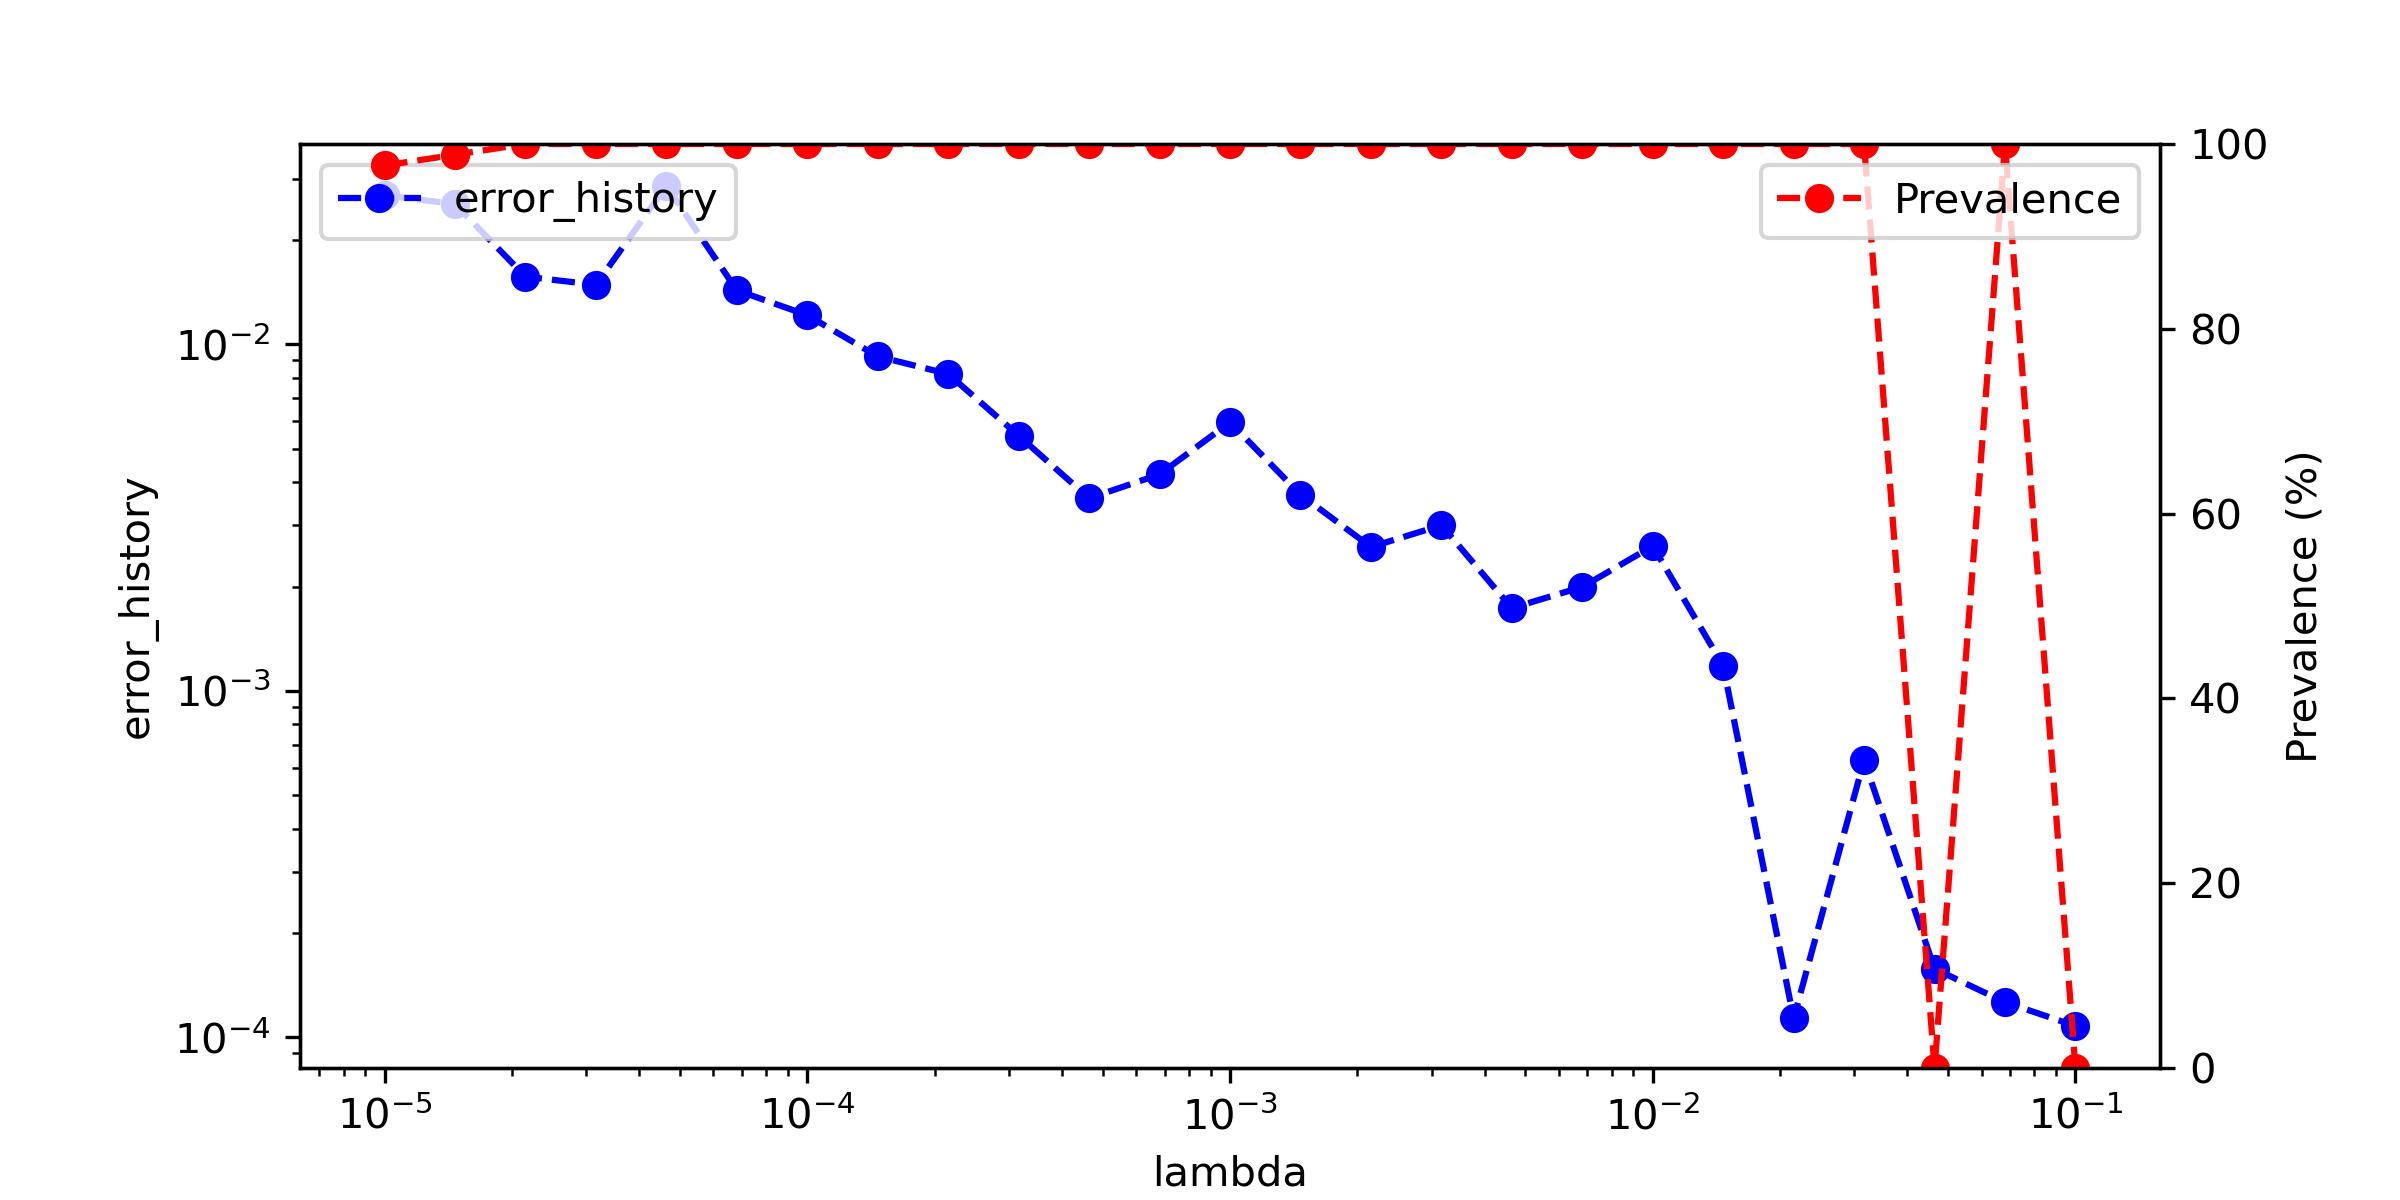 error_history
Prevalence
10⁻²
10⁻³
10⁻⁴
error_history
100
80
60
40
20
0
Prevalence (%)
10⁻⁵
10⁻⁴
10⁻³
10⁻²
10⁻¹
lambda